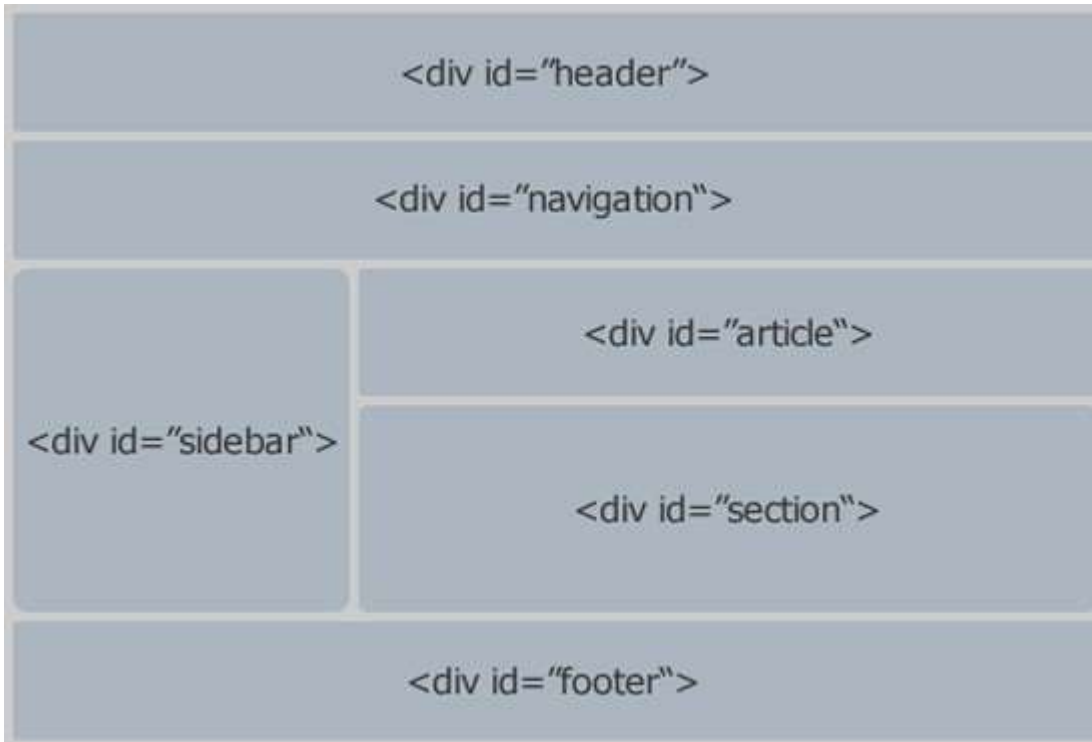 <div id=”header”>
<div id=”navigation“>
<div id=”article“>
<div id=”sidebar“>
<div id=”section“>
<div id=”footer“>